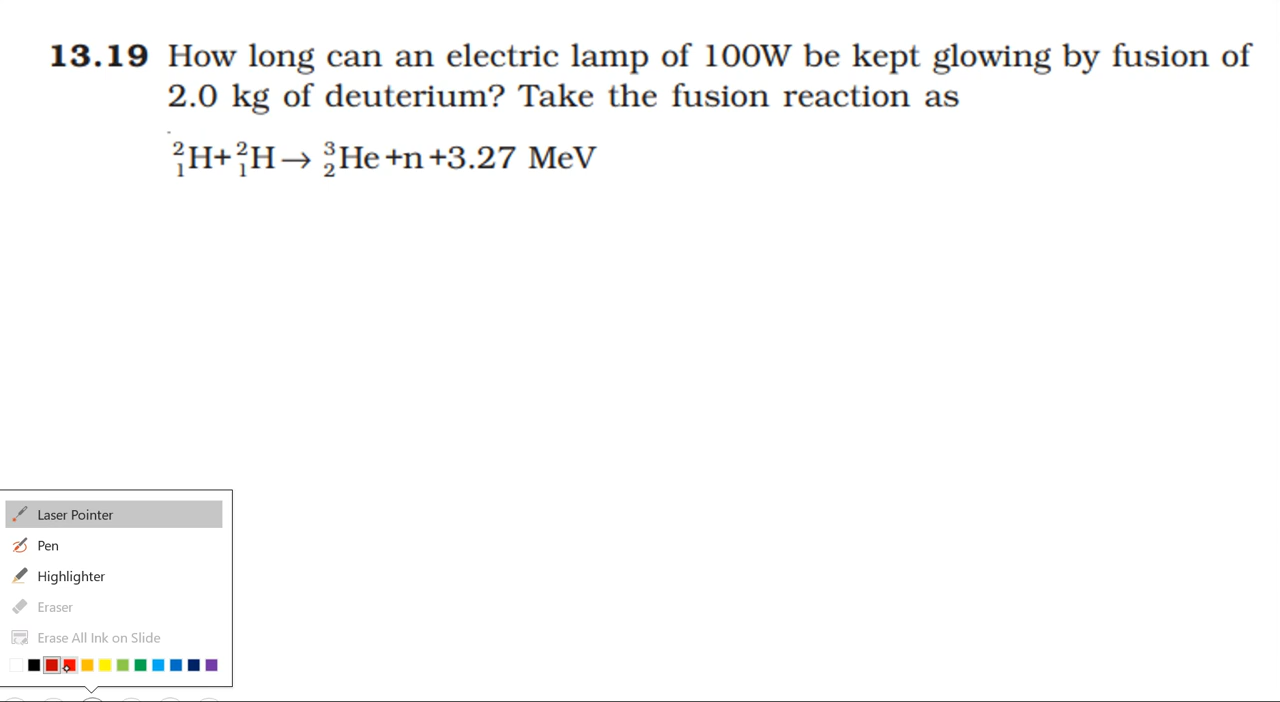 13.19 How long can an electric lamp of 100W be kept glowing by fusion of
2.0 kg of deuterium? Take the fusion reaction as
²₁H+²₁H→ ³₂He+n+3.27 MeV
Laser Pointer
Pen
Highlighter
Eraser
Erase All Ink on Slide